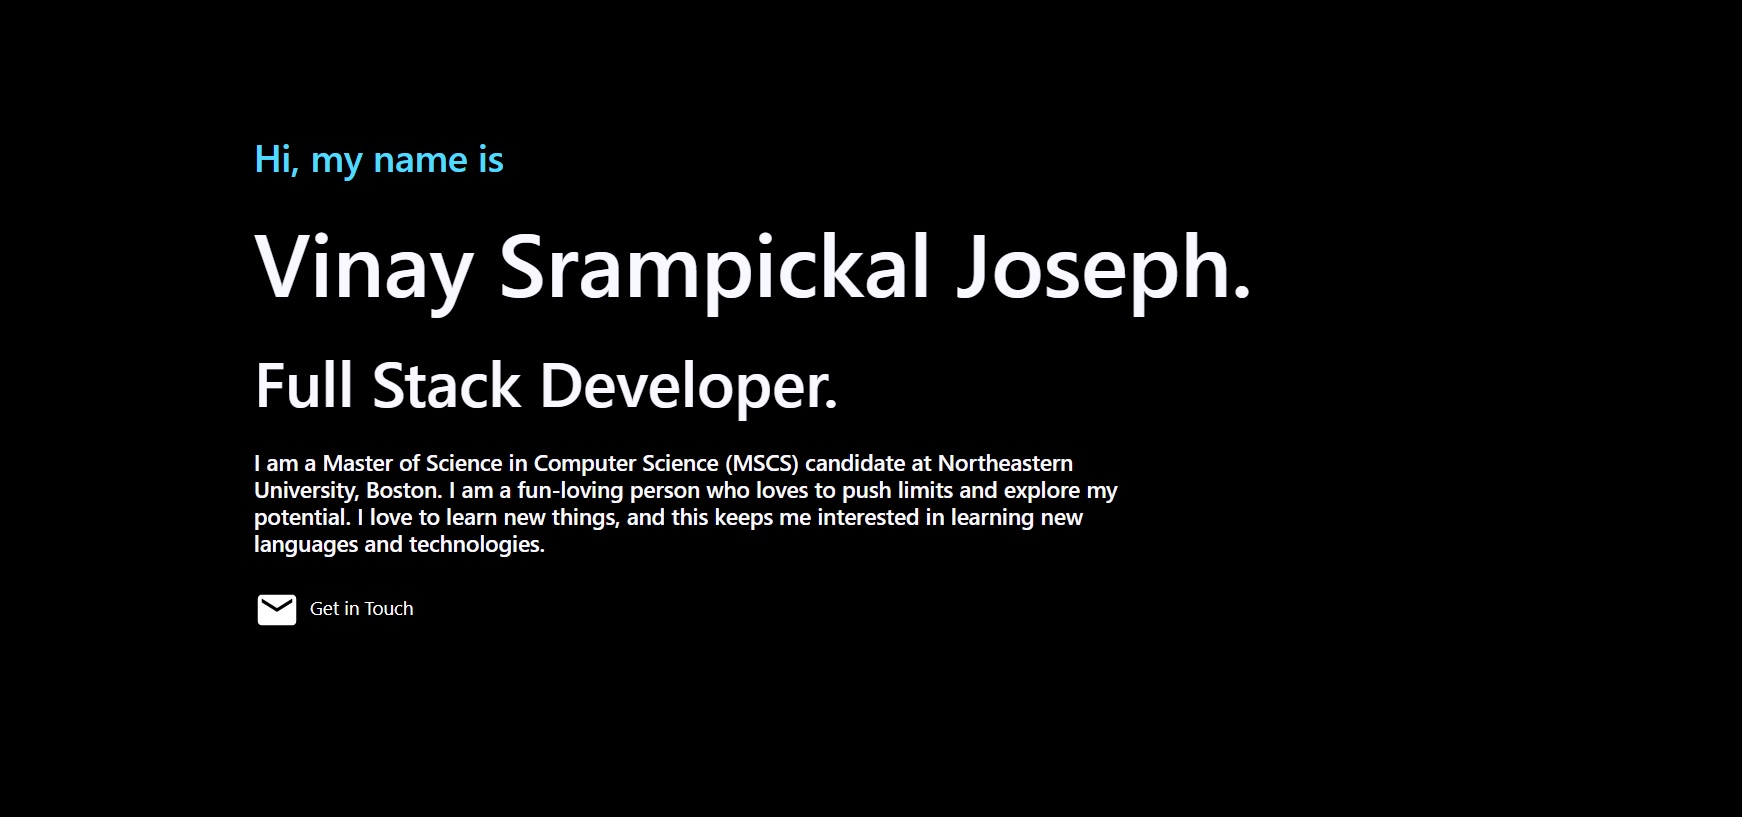 Hi, my name is
Vinay Srampickal Joseph.
Full Stack Developer.
I am a Master of Science in Computer Science (MSCS) candidate at Northeastern
University, Boston. I am a fun-loving person who loves to push limits and explore my
potential. I love to learn new things, and this keeps me interested in learning new
languages and technologies.
Get in Touch